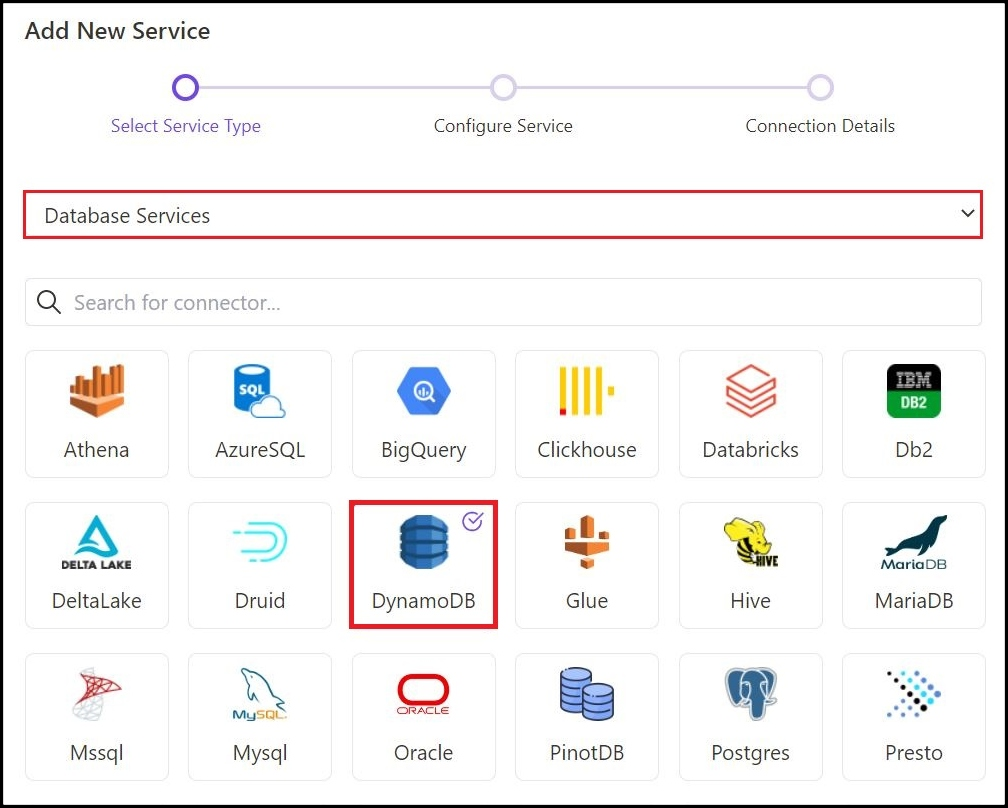 Add New Service
Select Service Type Configure Service Connection Details
Database Services
Search for connector...
SQL IBM
DB2
Athena AzureSQL BigQuery Clickhouse Databricks Db2
DELTA LAKE HIVE MariaDB
DeltaLake Druid DynamoDB Glue Hive MariaDB
MySQL ORACLE
Mssql Mysql Oracle PinotDB Postgres Presto